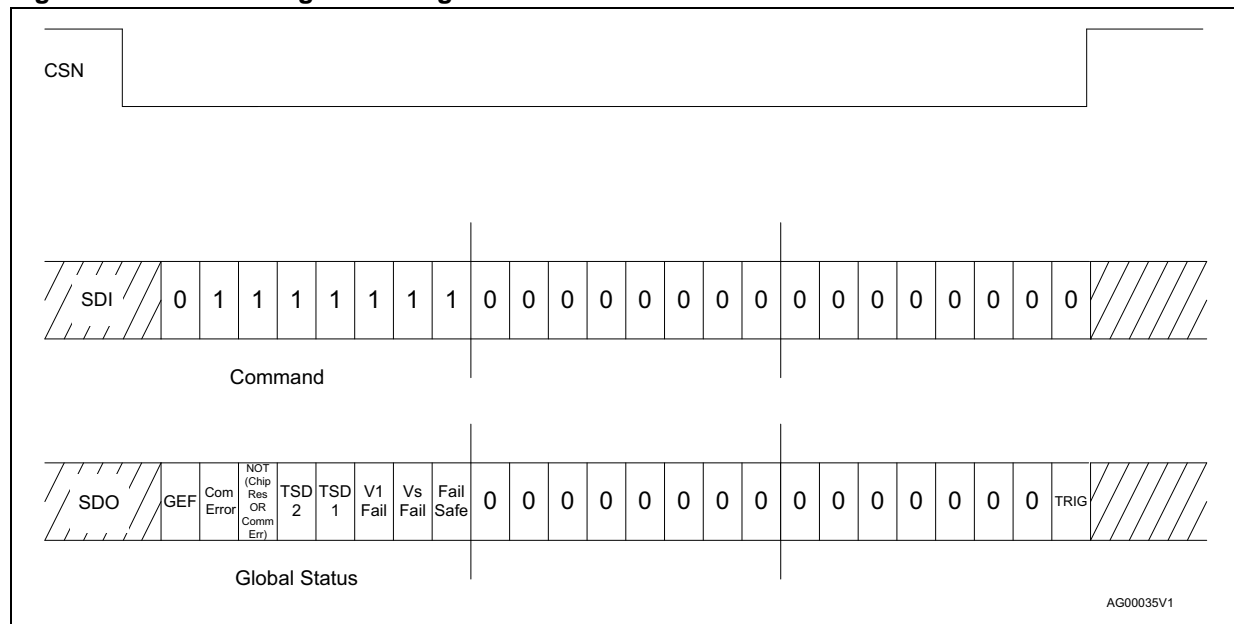 CSN
SDI 0 1 1 1 1 1 1 1 0 0 0 0 0 0 0 0 0 0 0 0 0 0 0 0
Command
SDO GEF Com Error NOT (Chip Res OR Comm Err) TSD 2 TSD 1 V1 Fail Vs Fail Fail Safe 0 0 0 0 0 0 0 0 0 0 0 0 0 0 0 TRIG
Global Status
AG00035V1